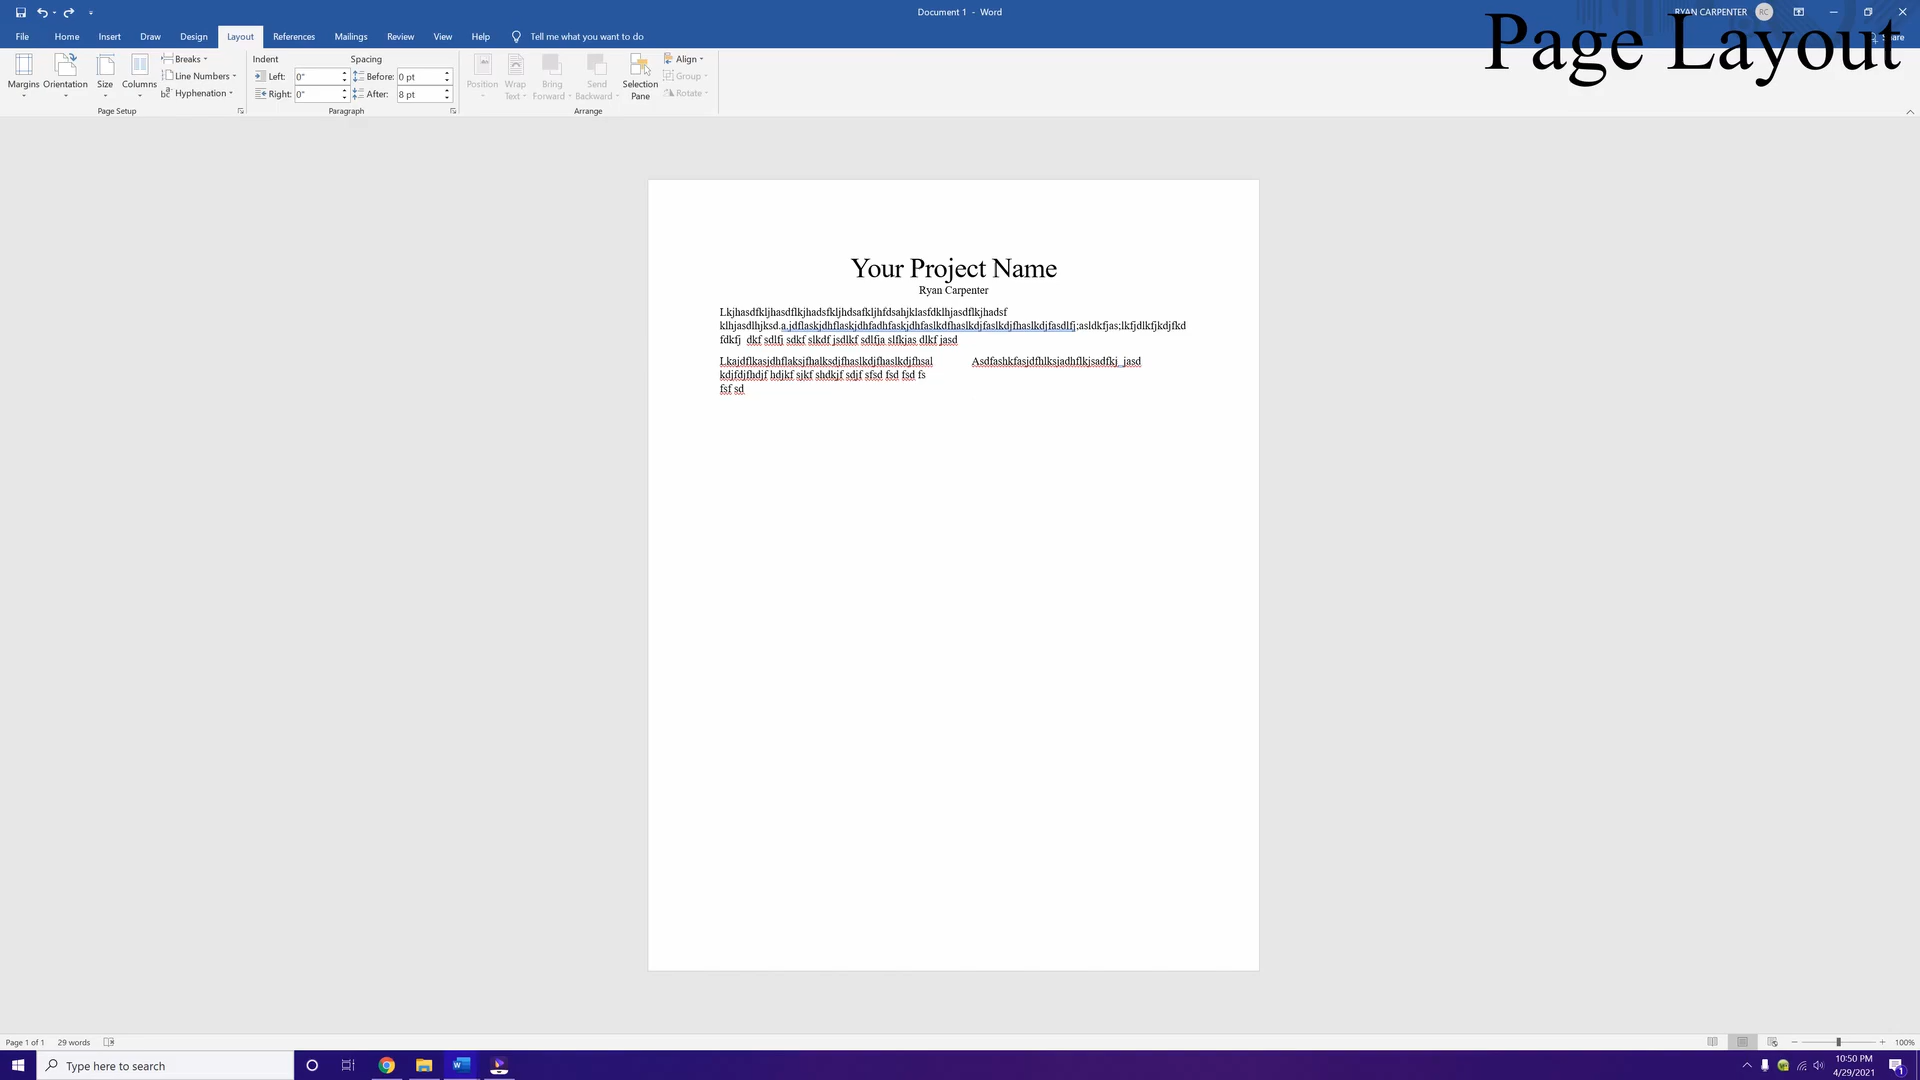 Document 1 - Word
RYAN CARPENTER RC
Page Layout
File Home Insert Draw Design Layout References Mailings Review View Help Tell me what you want to do
Margins Orientation Size Columns
Breaks
Line Numbers
Hyphenation
Page Setup
Indent Spacing
Left: 0" Before: 0 pt
Right: 0" After: 8 pt
Paragraph
Position Wrap Text Bring Forward Send Backward Selection Pane
Align
Group
Rotate
Arrange
Your Project Name
Ryan Carpenter
Lkjhasdfkljhasdflkjhadsfkljhdsafkljhfdsahjklasfdklhjasdflkjhadsf
klhjasdlhjksd.a.jdflaskjdhflaskjdhfadhfaskjdhfaslkdfhaslkdjfaslkdjfhaslkdjfasdlfj;asldkfjas;lkfjdlkfjkdjfkd
fdkfj dkf sdlfj sdkf slkdf jsdlkf sdlfja slfkjas dlkf jasd
Lkajdflkasjdhflaksjfhalksdjfhaslkdjfhaslkdjfhsal Asdfashkfasjdfhlksjadhflkjsadfkj jasd
kdjfdjfhdjf hdjkf sjkf shdkjf sdjf sfsd fsd fsd fs
fsf sd
Page 1 of 1 29 words
100%
Type here to search
10:50 PM
4/29/2021
1